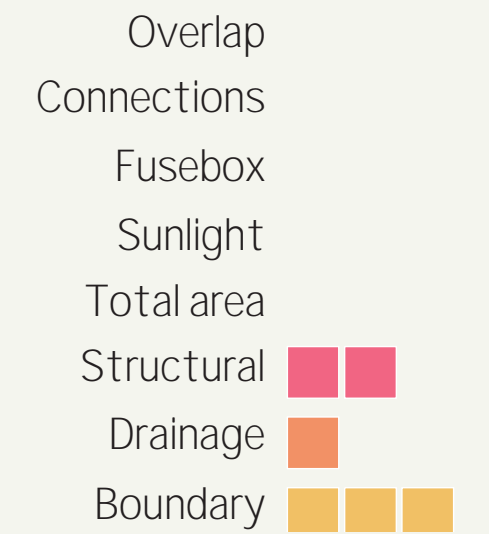 Overlap
Connections
Fusebox
Sunlight
Total area
Structural
Drainage
Boundary